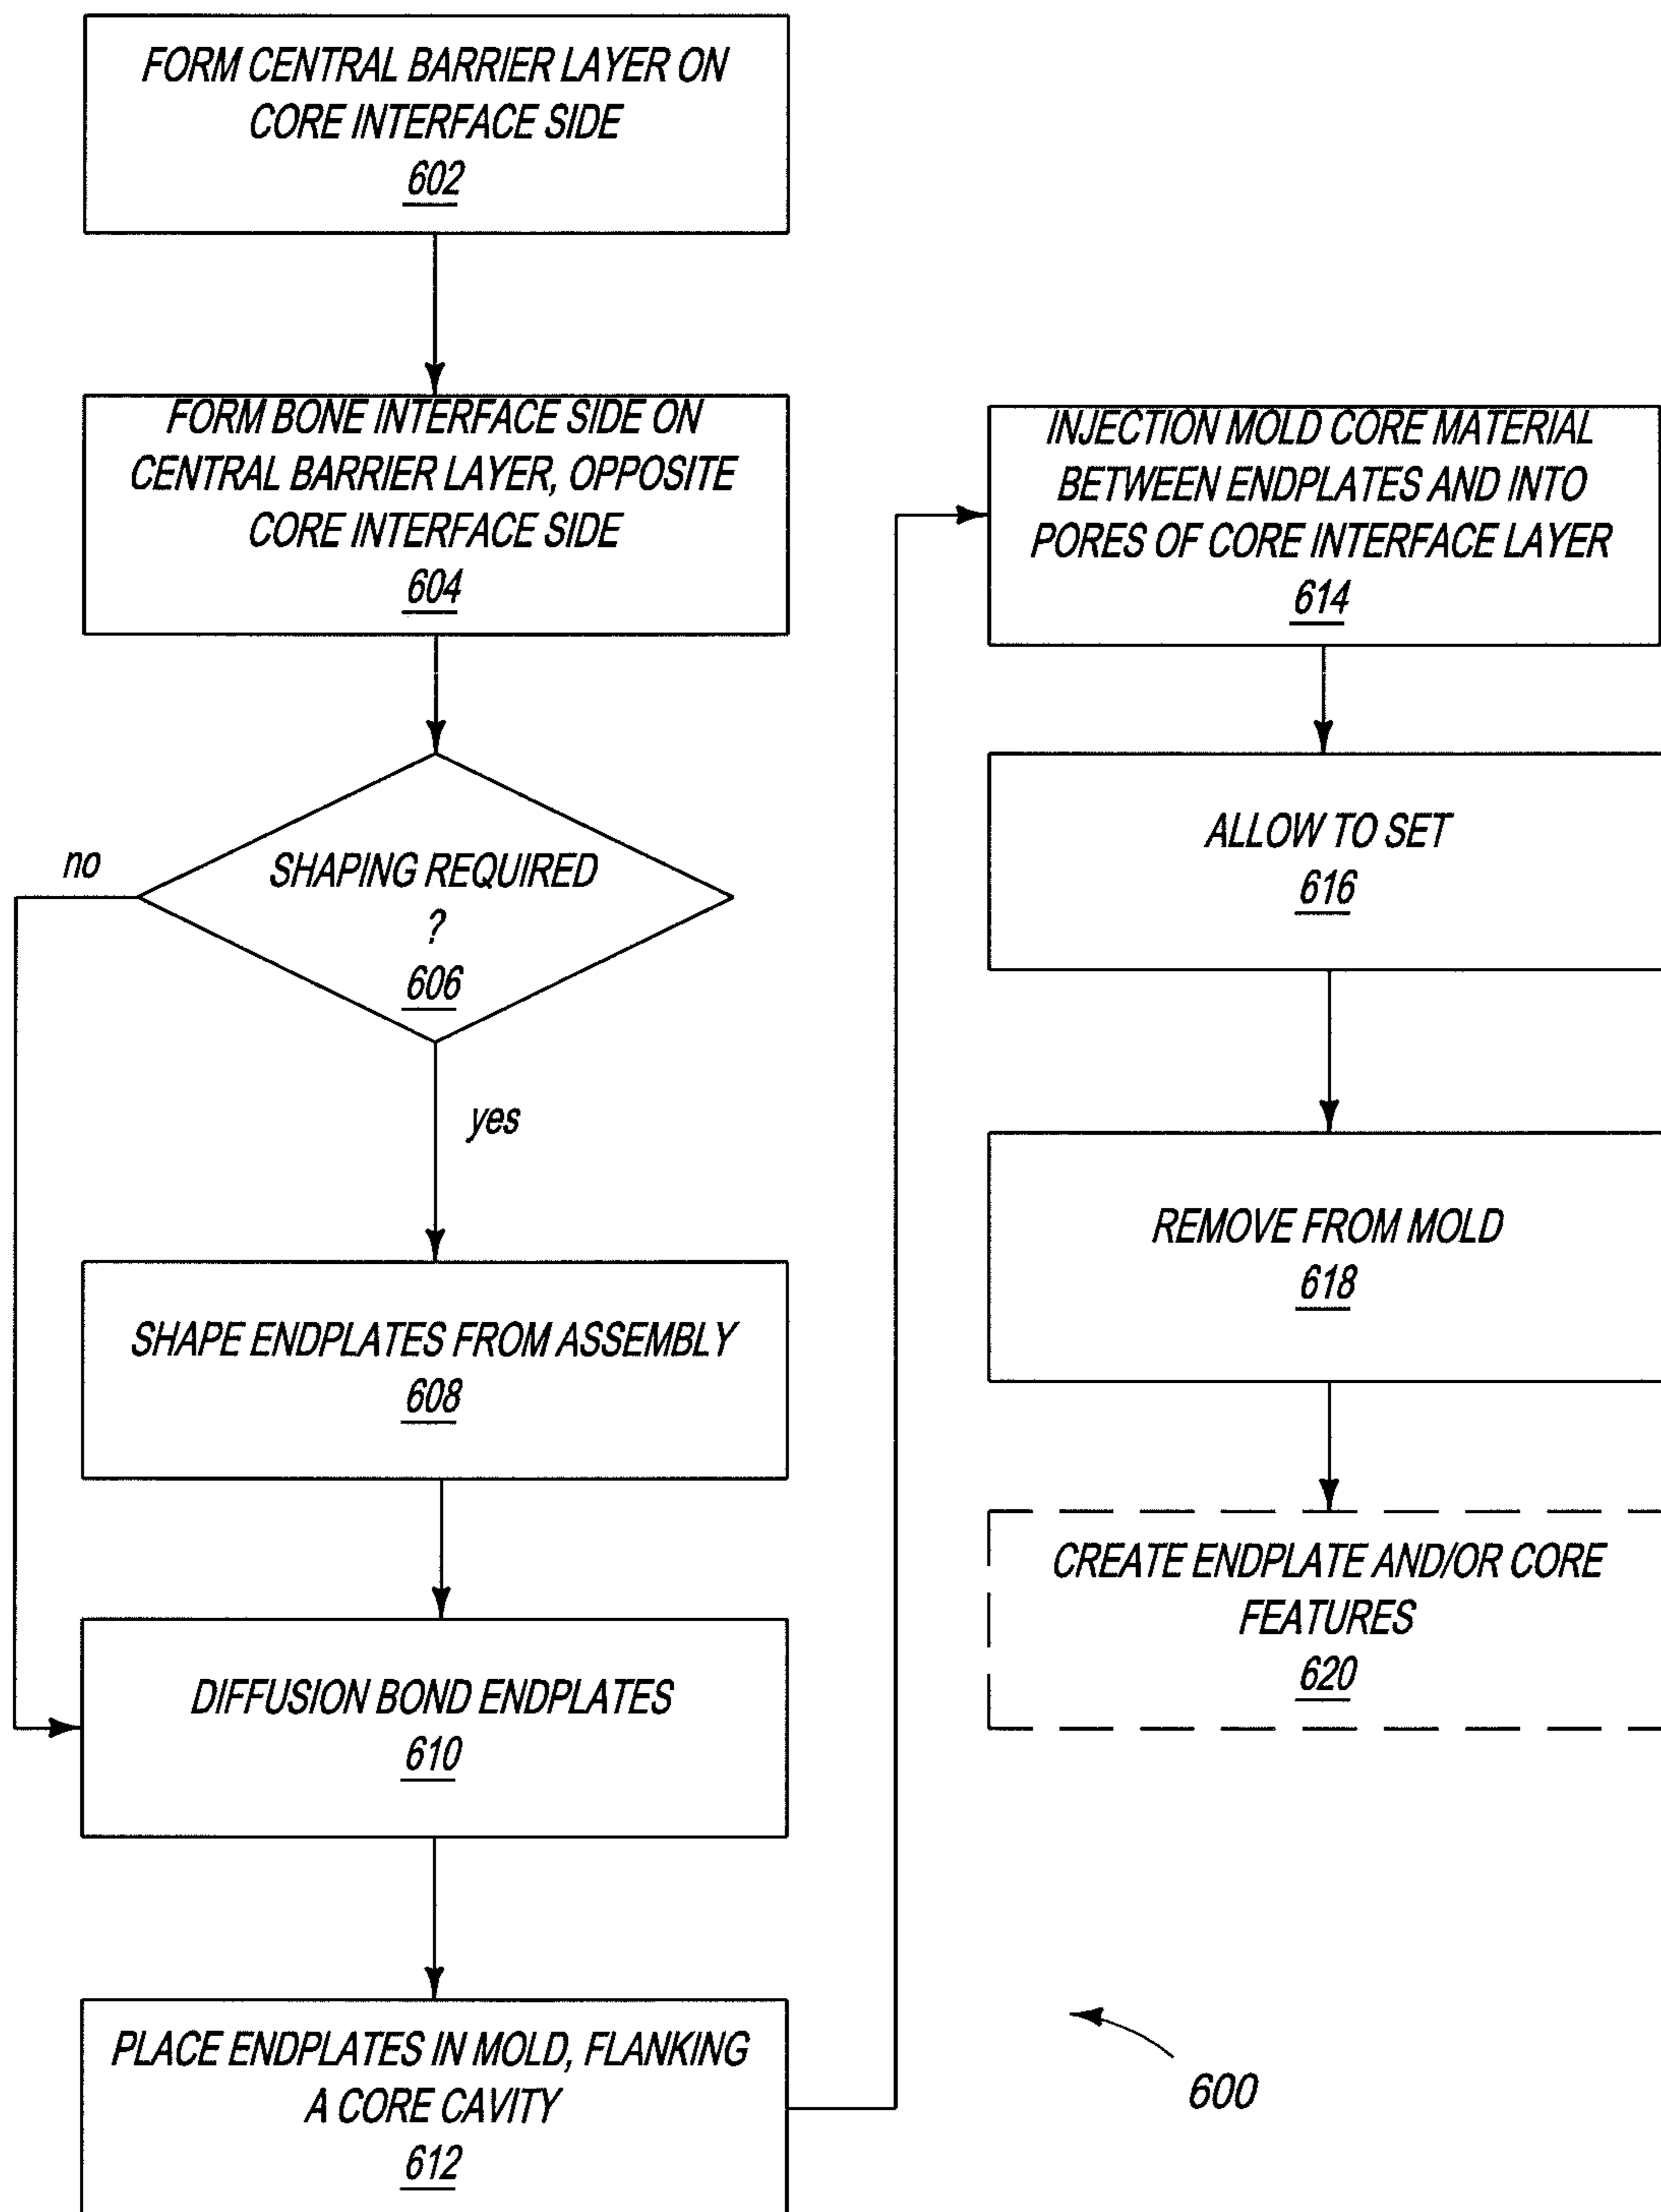 FORM CENTRAL BARRIER LAYER ON
CORE INTERFACE SIDE
602
FORM BONE INTERFACE SIDE ON
CENTRAL BARRIER LAYER, OPPOSITE
CORE INTERFACE SIDE
604
no
SHAPING REQUIRED
?
606
yes
SHAPE ENDPLATES FROM ASSEMBLY
608
DIFFUSION BOND ENDPLATES
610
PLACE ENDPLATES IN MOLD, FLANKING
A CORE CAVITY
612
INJECTION MOLD CORE MATERIAL
BETWEEN ENDPLATES AND INTO
PORES OF CORE INTERFACE LAYER
614
ALLOW TO SET
616
REMOVE FROM MOLD
618
CREATE ENDPLATE AND/OR CORE
FEATURES
620
600